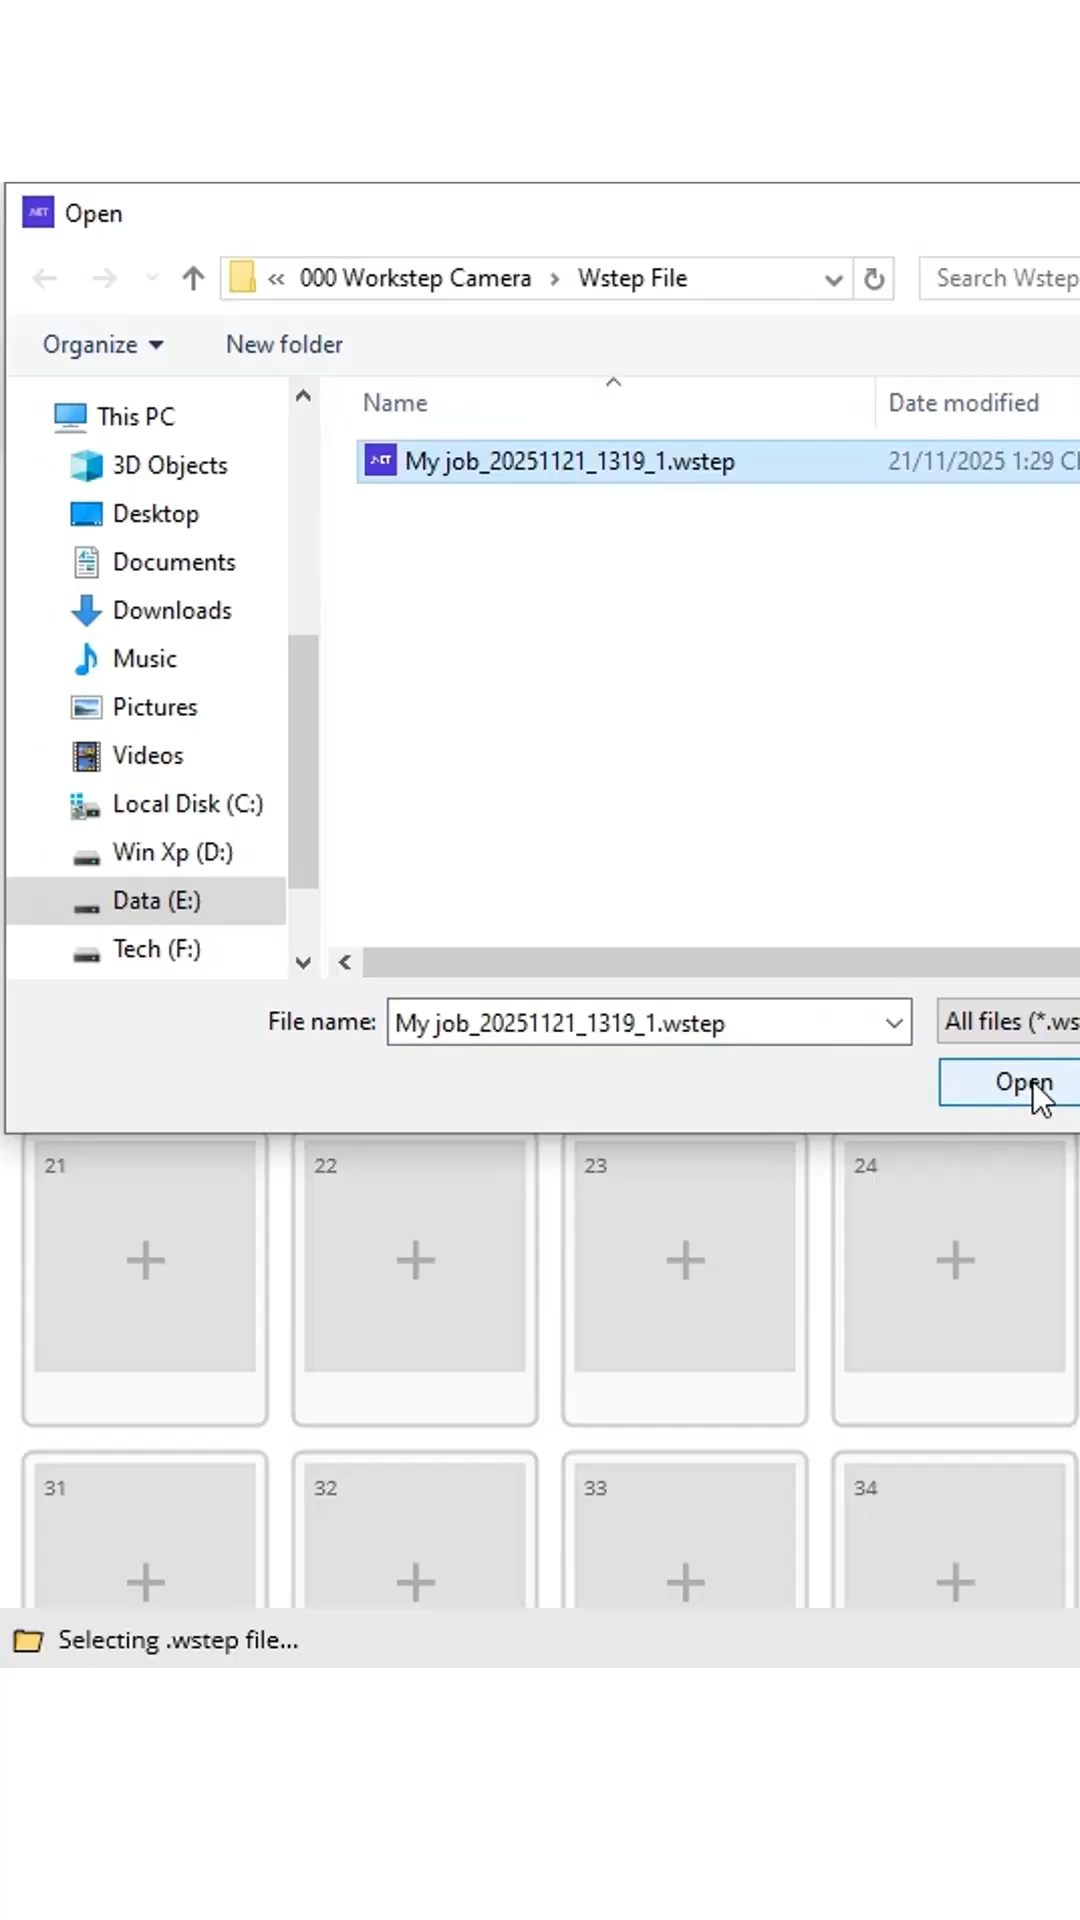 .NET Open
« 000 Workstep Camera › Wstep File
Search Wstep
Organize New folder
Name Date modified
My job_20251121_1319_1.wstep 21/11/2025 1:29
This PC
3D Objects
Desktop
Documents
Downloads
Music
Pictures
Videos
Local Disk (C:)
Win Xp (D:)
Data (E:)
Tech (F:)
File name: My job_20251121_1319_1.wstep All files (*.ws
Open
21 22 23 24
31 32 33 34
Selecting .wstep file...